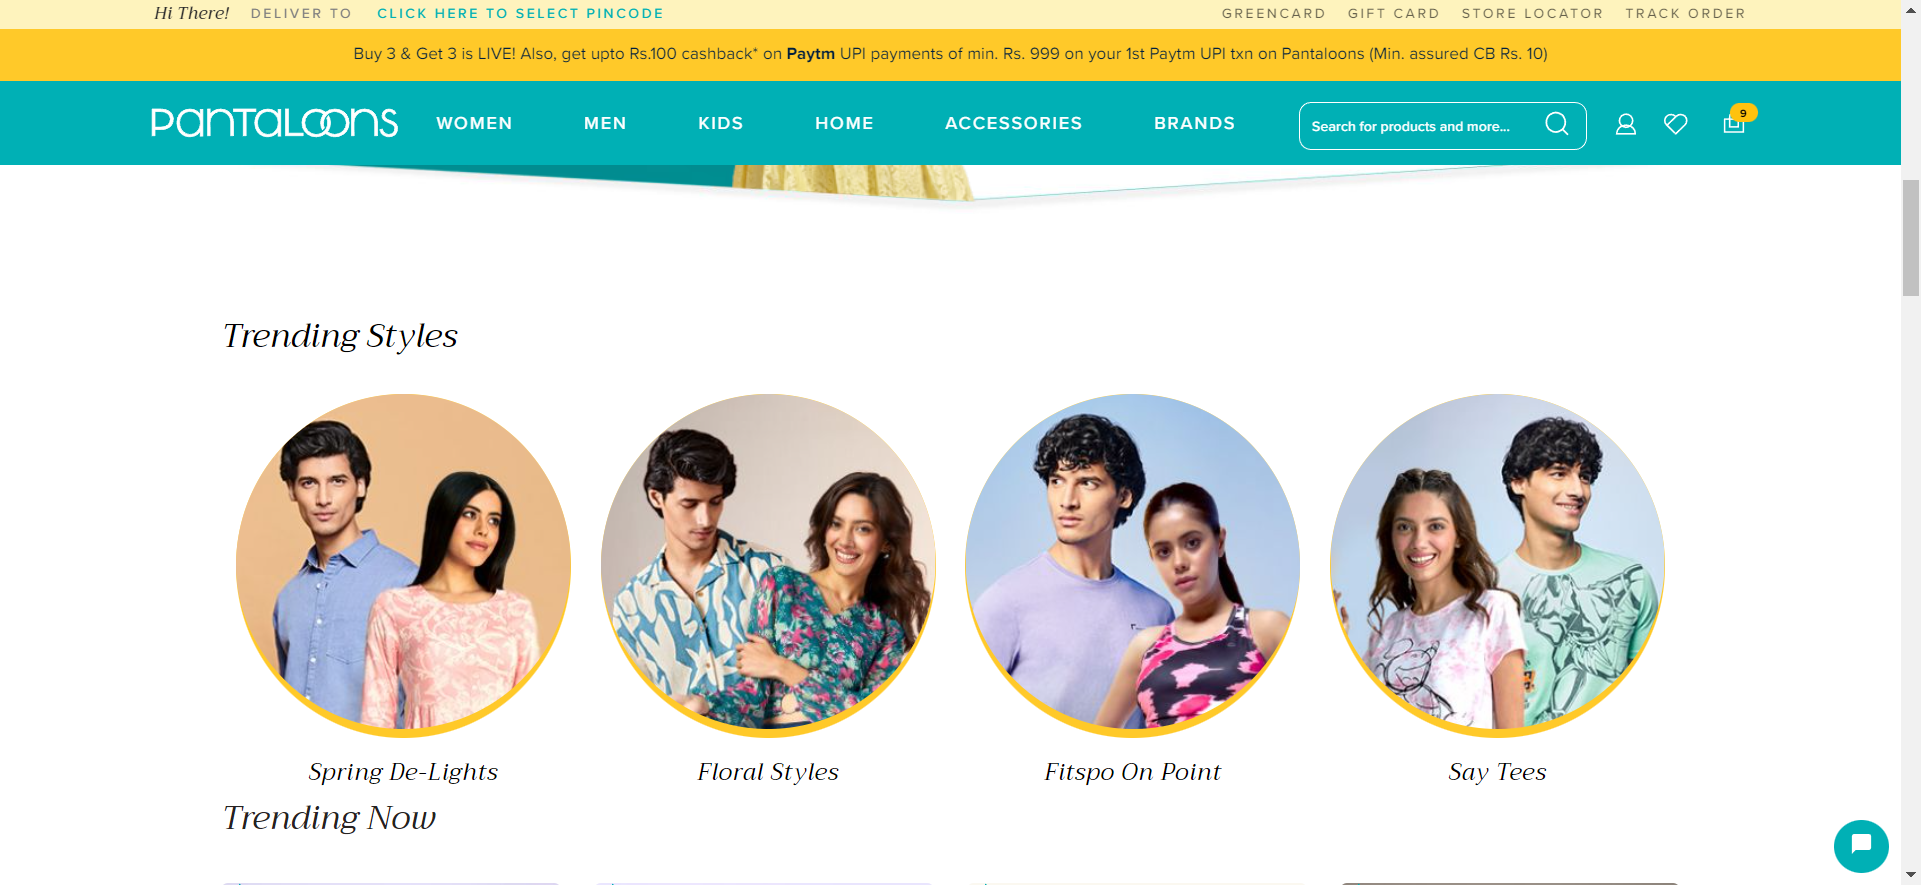 Hi There! DELIVER TO CLICK HERE TO SELECT PINCODE GREENCARD GIFT CARD STORE LOCATOR TRACK ORDER
Buy 3 & Get 3 is LIVE! Also, get upto Rs.100 cashback* on Paytm UPI payments of min. Rs. 999 on your 1st Paytm UPI txn on Pantaloons (Min. assured CB Rs. 10)
PANTALOONS WOMEN MEN KIDS HOME ACCESSORIES BRANDS Search for products and more... 9
Trending Styles
Spring De-Lights Floral Styles Fitspo On Point Say Tees
Trending Now